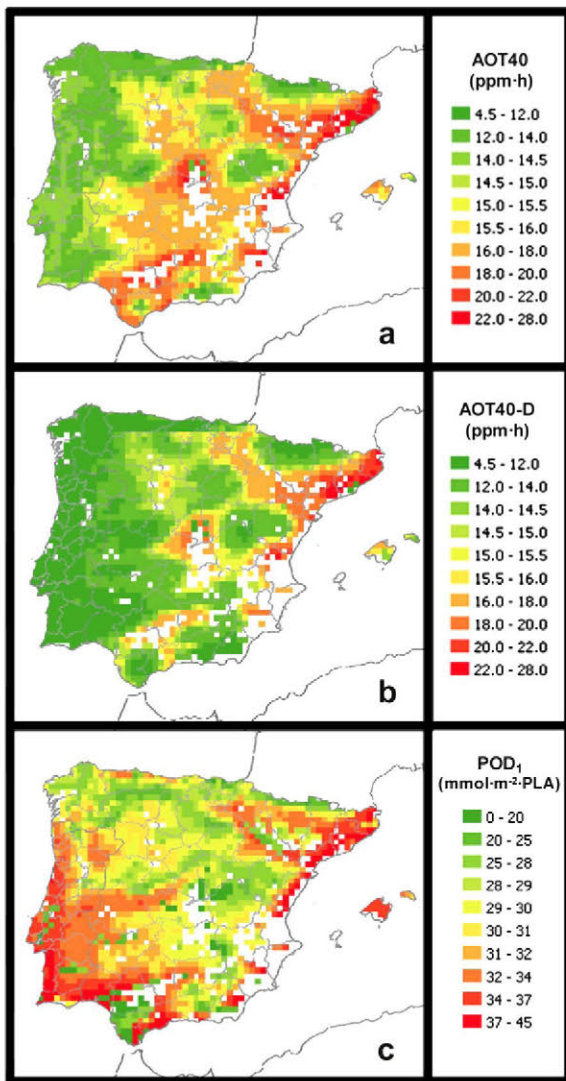 AOT40
(ppm·h)
4.5 - 12.0
12.0 - 14.0
14.0 - 14.5
14.5 - 15.0
15.0 - 15.5
15.5 - 16.0
16.0 - 18.0
18.0 - 20.0
20.0 - 22.0
22.0 - 28.0
a
AOT40-D
(ppm·h)
4.5 - 12.0
12.0 - 14.0
14.0 - 14.5
14.5 - 15.0
15.0 - 15.5
15.5 - 16.0
16.0 - 18.0
18.0 - 20.0
20.0 - 22.0
22.0 - 28.0
b
POD₁
(mmol·m⁻²·PLA)
0 - 20
20 - 25
25 - 28
28 - 29
29 - 30
30 - 31
31 - 32
32 - 34
34 - 37
37 - 45
c